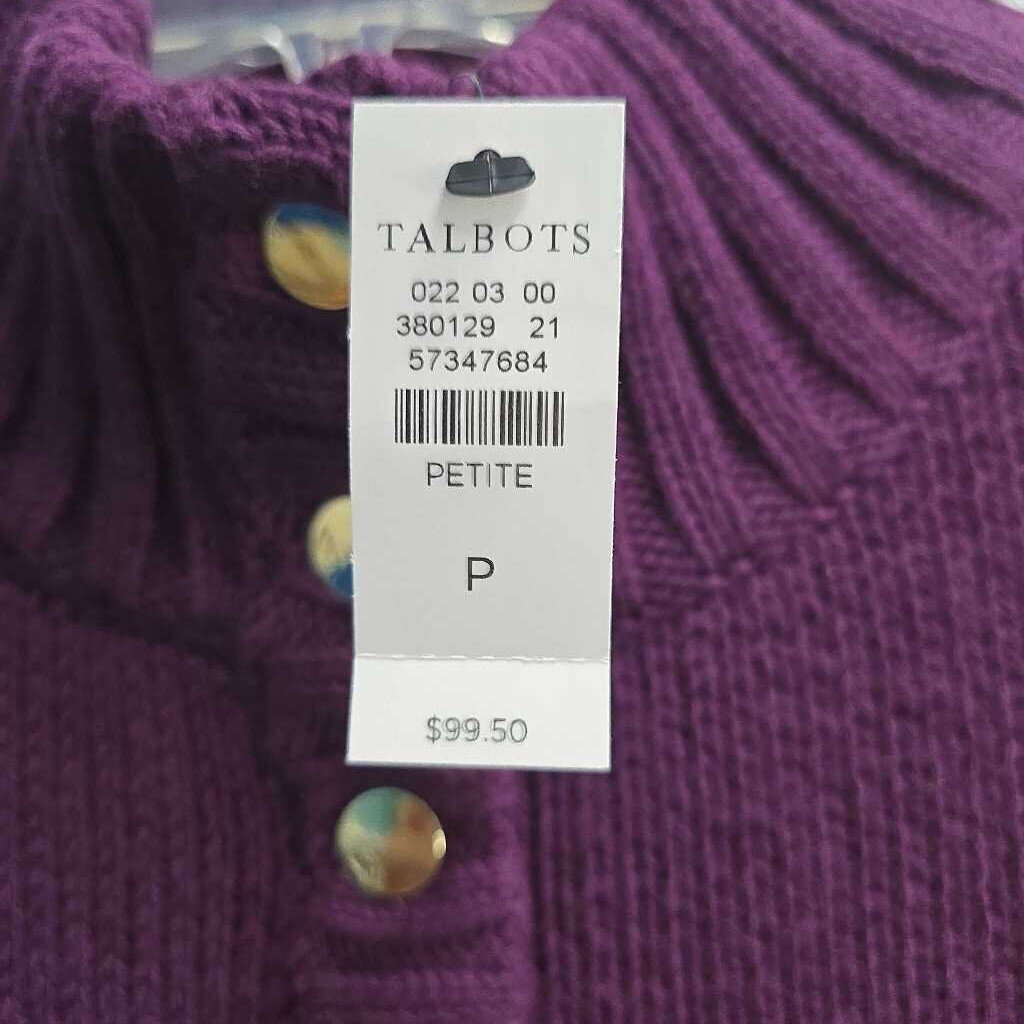 TALBOTS
022 03 00
380129 21
57347684
PETITE
P
$99.50